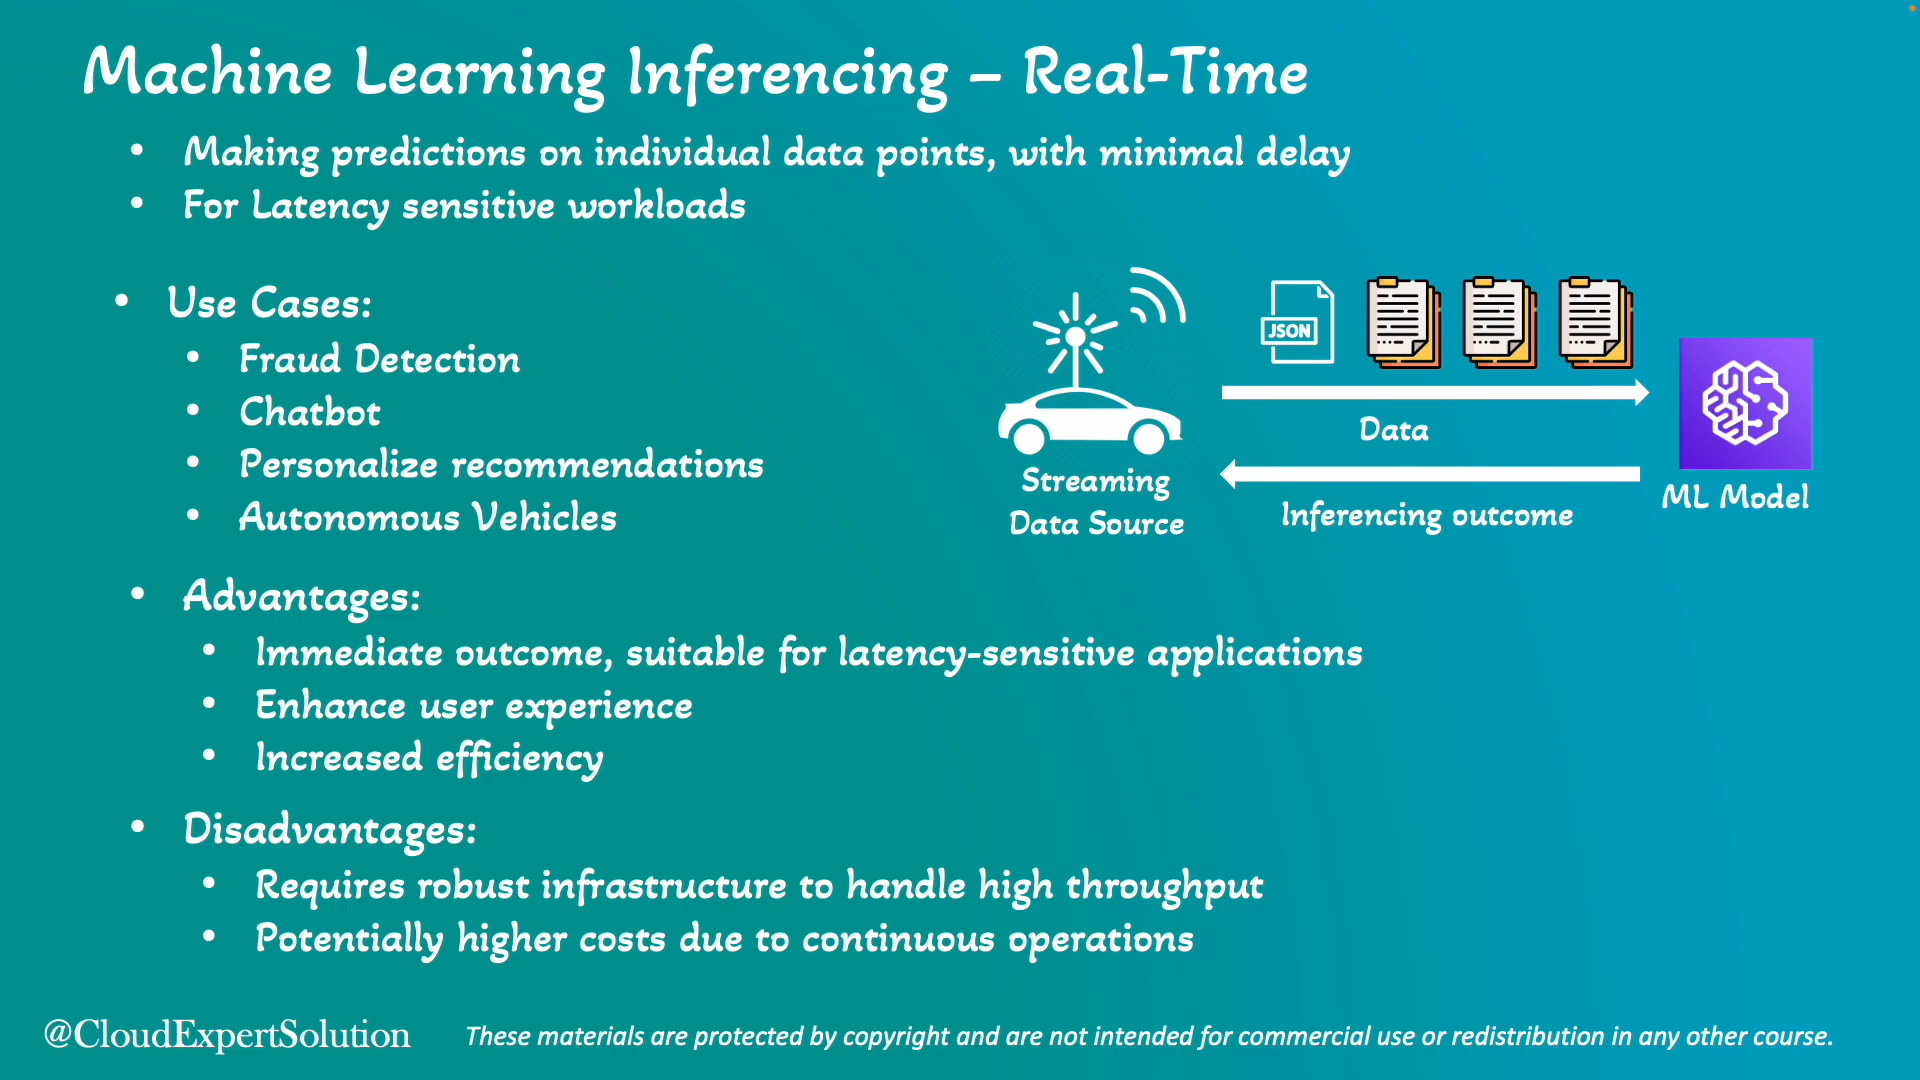 Machine Learning Inferencing – Real-Time
• Making predictions on individual data points, with minimal delay
• For Latency sensitive workloads
• Use Cases:
• Fraud Detection
• Chatbot
• Personalize recommendations
• Autonomous Vehicles
JSON
Data
Streaming
Data Source
Inferencing outcome
ML Model
• Advantages:
• Immediate outcome, suitable for latency-sensitive applications
• Enhance user experience
• Increased efficiency
• Disadvantages:
• Requires robust infrastructure to handle high throughput
• Potentially higher costs due to continuous operations
@CloudExpertSolution
These materials are protected by copyright and are not intended for commercial use or redistribution in any other course.